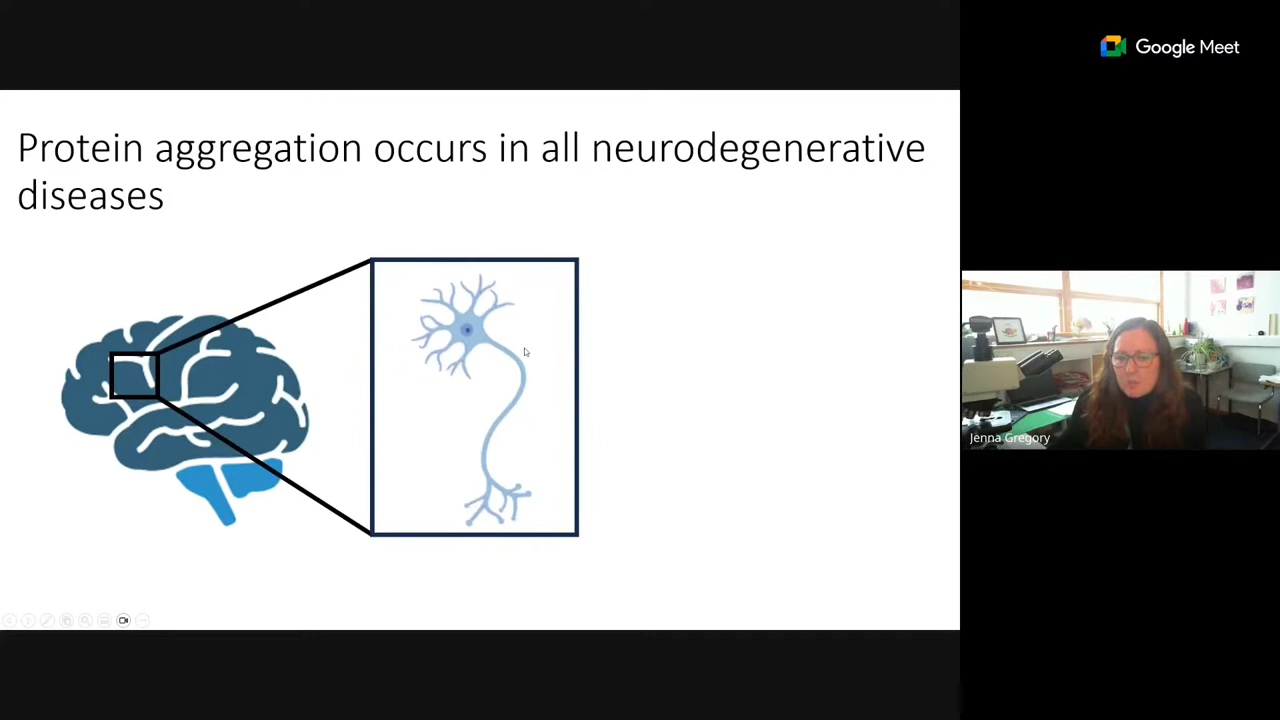 Google Meet
Protein aggregation occurs in all neurodegenerative
diseases
Jenna Gregory